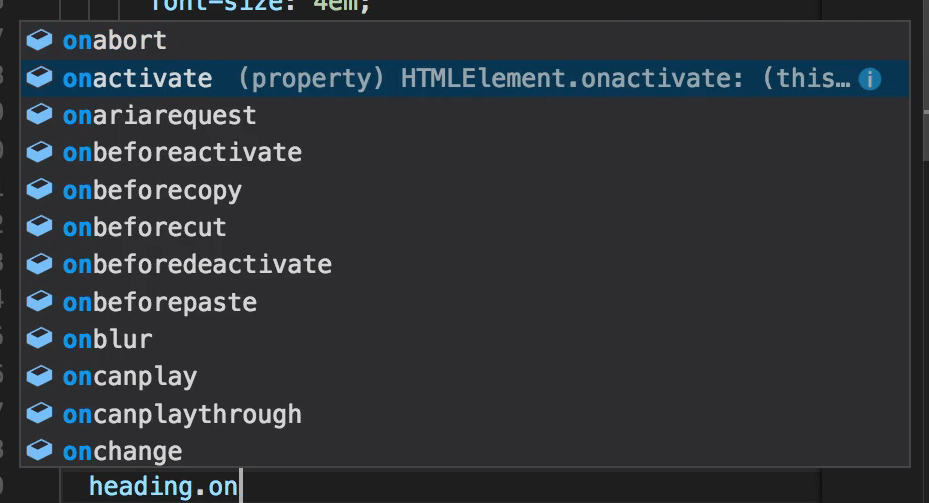 font-size: 4em;
onabort
onactivate (property) HTMLElement.onactivate: (this…
onariarequest
onbeforeactivate
onbeforecopy
onbeforecut
onbeforedeactivate
onbeforepaste
onblur
oncanplay
oncanplaythrough
onchange
heading.on